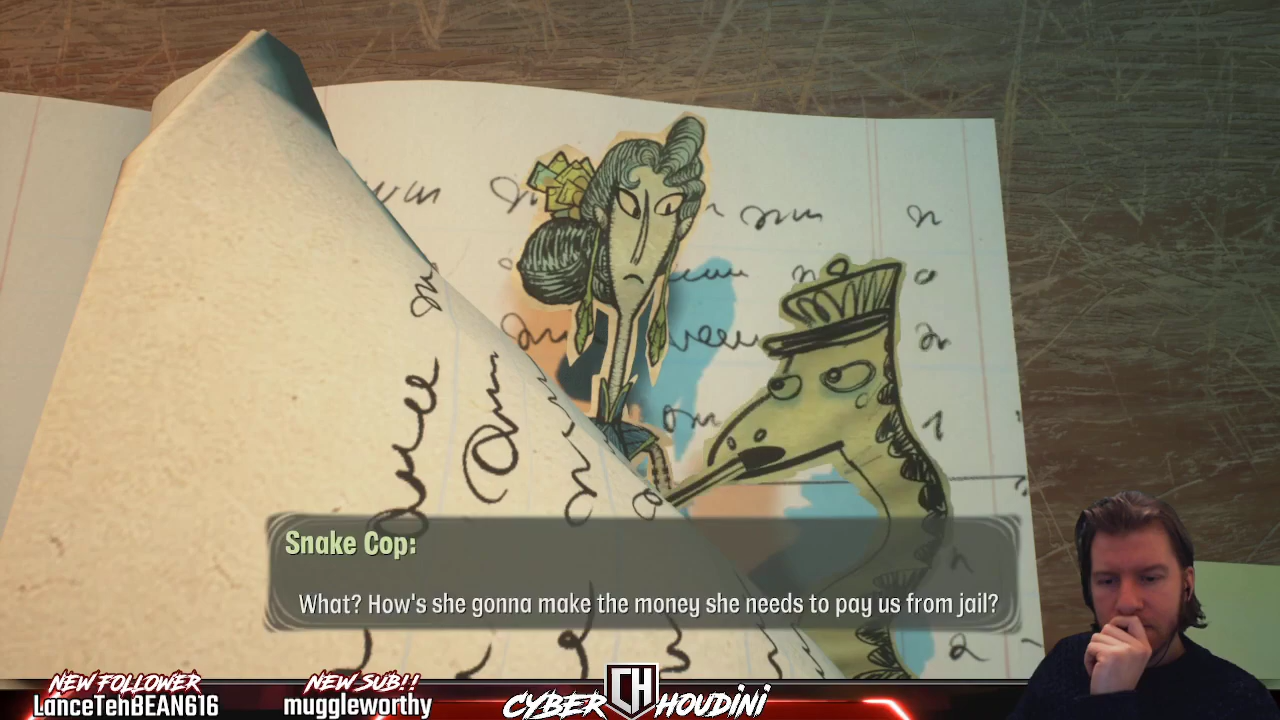 Snake Cop:
What? How's she gonna make the money she needs to pay us from jail?
NEW FOLLOWER
LanceTenBEAN616
NEW SUB!!
muggleworthy
CYBER CH HOUDINI